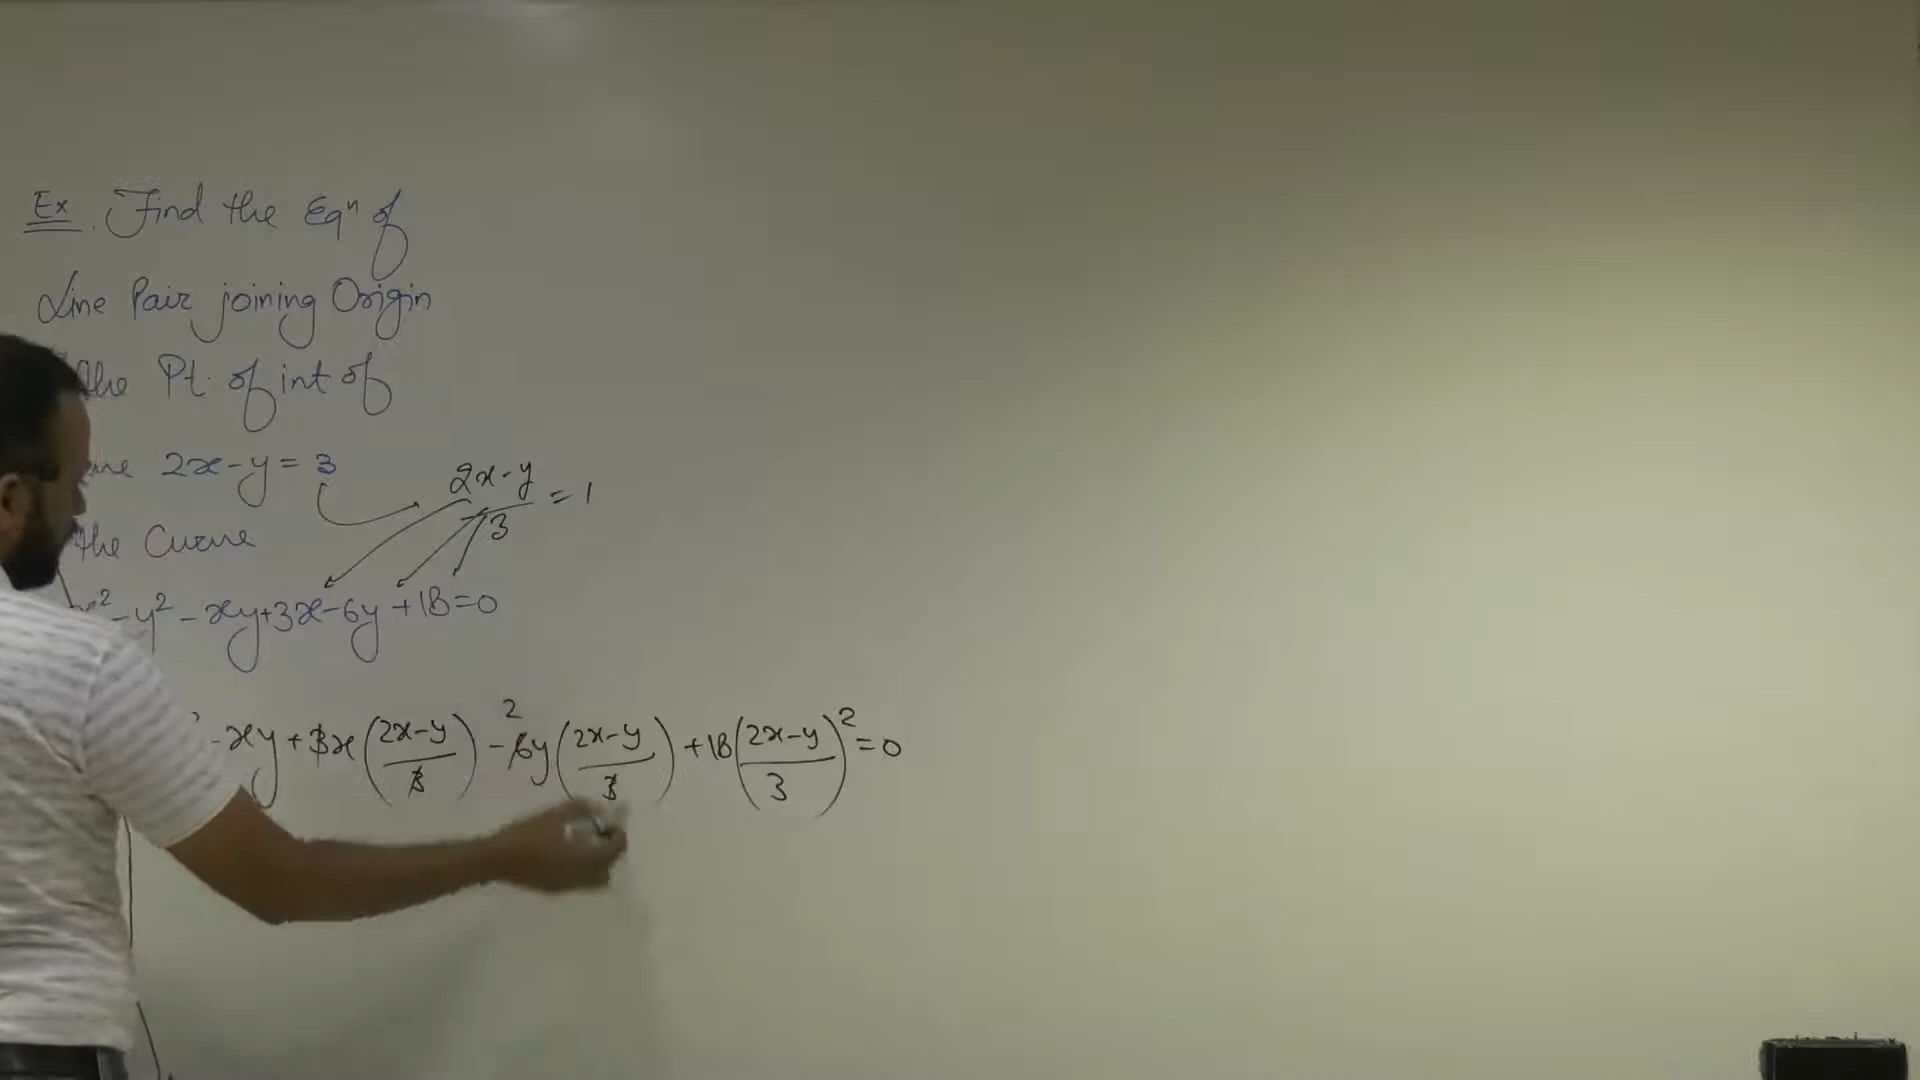 Ex. Find the Eqⁿ of
Line Pair joining Origin
the Pt. of int of
2x-y=3
(2x-y)/3 = 1
the Curve
x²-y²-xy+3x-6y+18=0
-xy+3x((2x-y)/3) - 6y((2x-y)/3) + 18((2x-y)/3)²=0
2